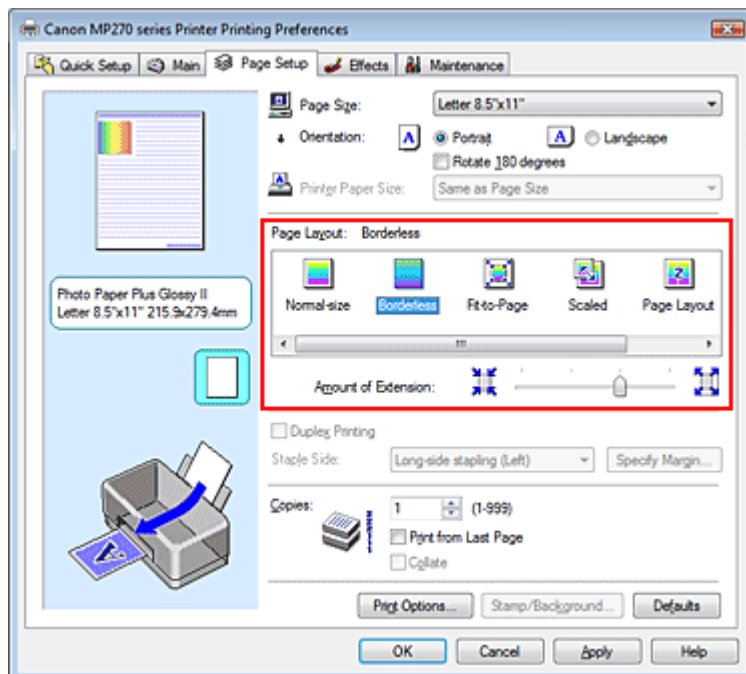 Canon MP270 series Printer Printing Preferences
Quick Setup Main Page Setup Effects Maintenance
Page Size: Letter 8.5"x11"
Orientation: A Portrait A Landscape
Rotate 180 degrees
Printer Paper Size: Same as Page Size
Page Layout: Borderless
Normal-size Borderless Fit-to-Page Scaled Page Layout
Photo Paper Plus Glossy II
Letter 8.5"x11" 215.9x279.4mm
Amount of Extension:
Duplex Printing
Staple Side: Long-side stapling (Left) Specify Margin...
Copies: 1 (1-999)
Print from Last Page
Collate
Print Options... Stamp/Background... Defaults
OK Cancel Apply Help